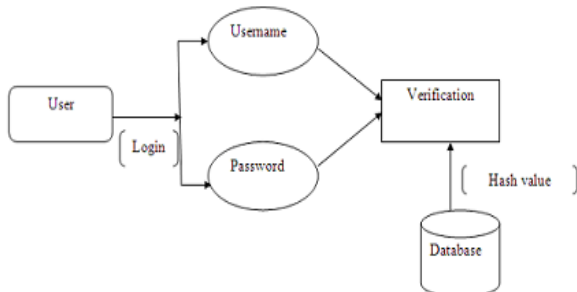 Username
User
Verification
Login
Password
Hash value
Database